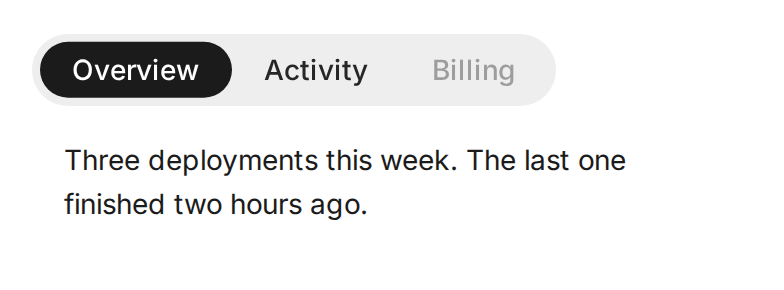 Overview Activity Billing
Three deployments this week. The last one
finished two hours ago.